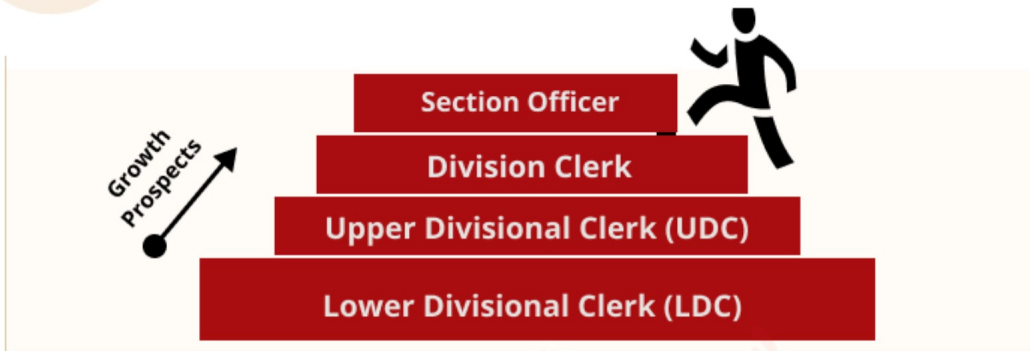 Section Officer
Growth
Prospects
Division Clerk
Upper Divisional Clerk (UDC)
Lower Divisional Clerk (LDC)